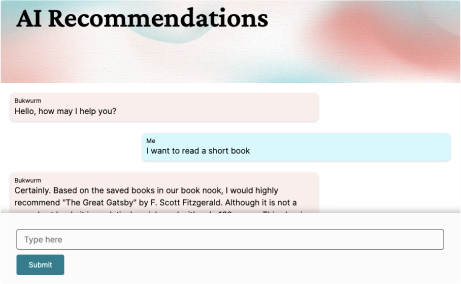 AI Recommendations
Bukwurm
Hello, how may I help you?
Me
I want to read a short book
Bukwurm
Certainly. Based on the saved books in our book nook, I would highly
recommend "The Great Gatsby" by F. Scott Fitzgerald. Although it is not a
Type here
Submit